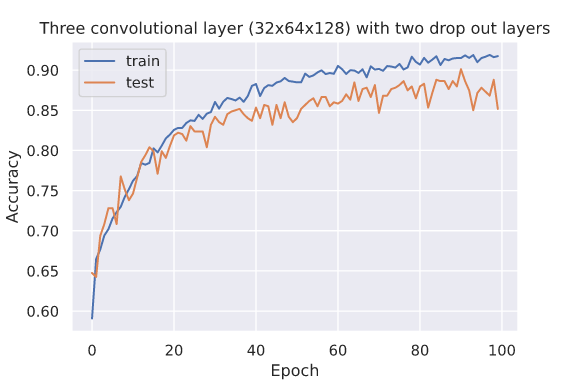 Three convolutional layer (32x64x128) with two drop out layers
train
test
Accuracy
0.90
0.85
0.80
0.75
0.70
0.65
0.60
0 20 40 60 80 100
Epoch